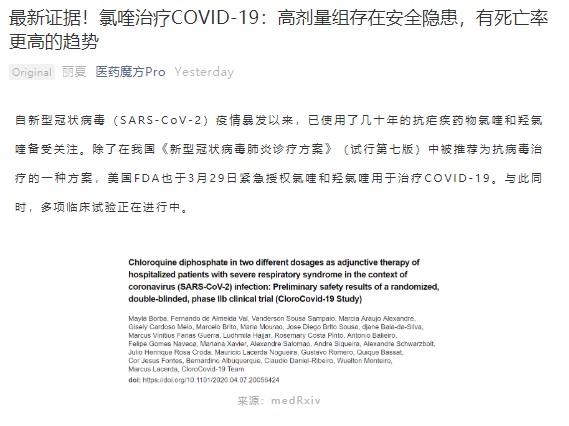 最新证据！氯喹治疗COVID-19：高剂量组存在安全隐患，有死亡率
更高的趋势
Original 丽夏 医药魔方Pro Yesterday
自新型冠状病毒（SARS-CoV-2）疫情暴发以来，已使用了几十年的抗疟疾药物氯喹和羟氯
喹备受关注。除了在我国《新型冠状病毒肺炎诊疗方案》（试行第七版）中被推荐为抗病毒治
疗的一种方案，美国FDA也于3月29日紧急授权氯喹和羟氯喹用于治疗COVID-19。与此同
时，多项临床试验正在进行中。
Chloroquine diphosphate in two different dosages as adjunctive therapy of
hospitalized patients with severe respiratory syndrome in the context of
coronavirus (SARS-CoV-2) infection: Preliminary safety results of a randomized,
double-blinded, phase IIb clinical trial (CloroCovid-19 Study)
Mayla Borba, Fernando de Almeida Val, Vanderson Sousa Sampaio, Marcia Araujo Alexandre,
Gisely Cardoso Melo, Marcelo Brito, Maria Mourao, Jose Diego Brito Sousa, djane Baia-da-Silva,
Marcus Vinitius Farias Guerra, Ludhmila Hajjar, Rosemary Costa Pinto, Antonio Balieiro,
Felipe Gomes Naveca, Mariana Xavier, Alexandre Salomao, Andre Siqueira, Alexandre Schwarzbolt,
Julio Henrique Rosa Croda, Mauricio Lacerda Nogueira, Gustavo Romero, Quique Bassat,
Cor Jesus Fontes, Bernardino Albuquerque, Claudio Daniel-Ribeiro, Wuelton Monteiro,
Marcus Lacerda, CloroCovid-19 Team
doi: https://doi.org/10.1101/2020.04.07.20056424
来源：medRxiv